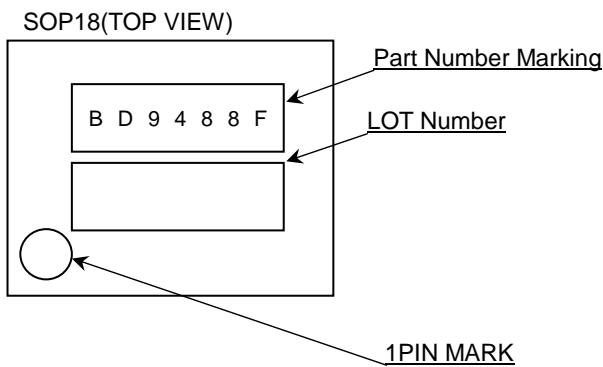 SOP18(TOP VIEW)
Part Number Marking
B D 9 4 8 8 F
LOT Number
1PIN MARK